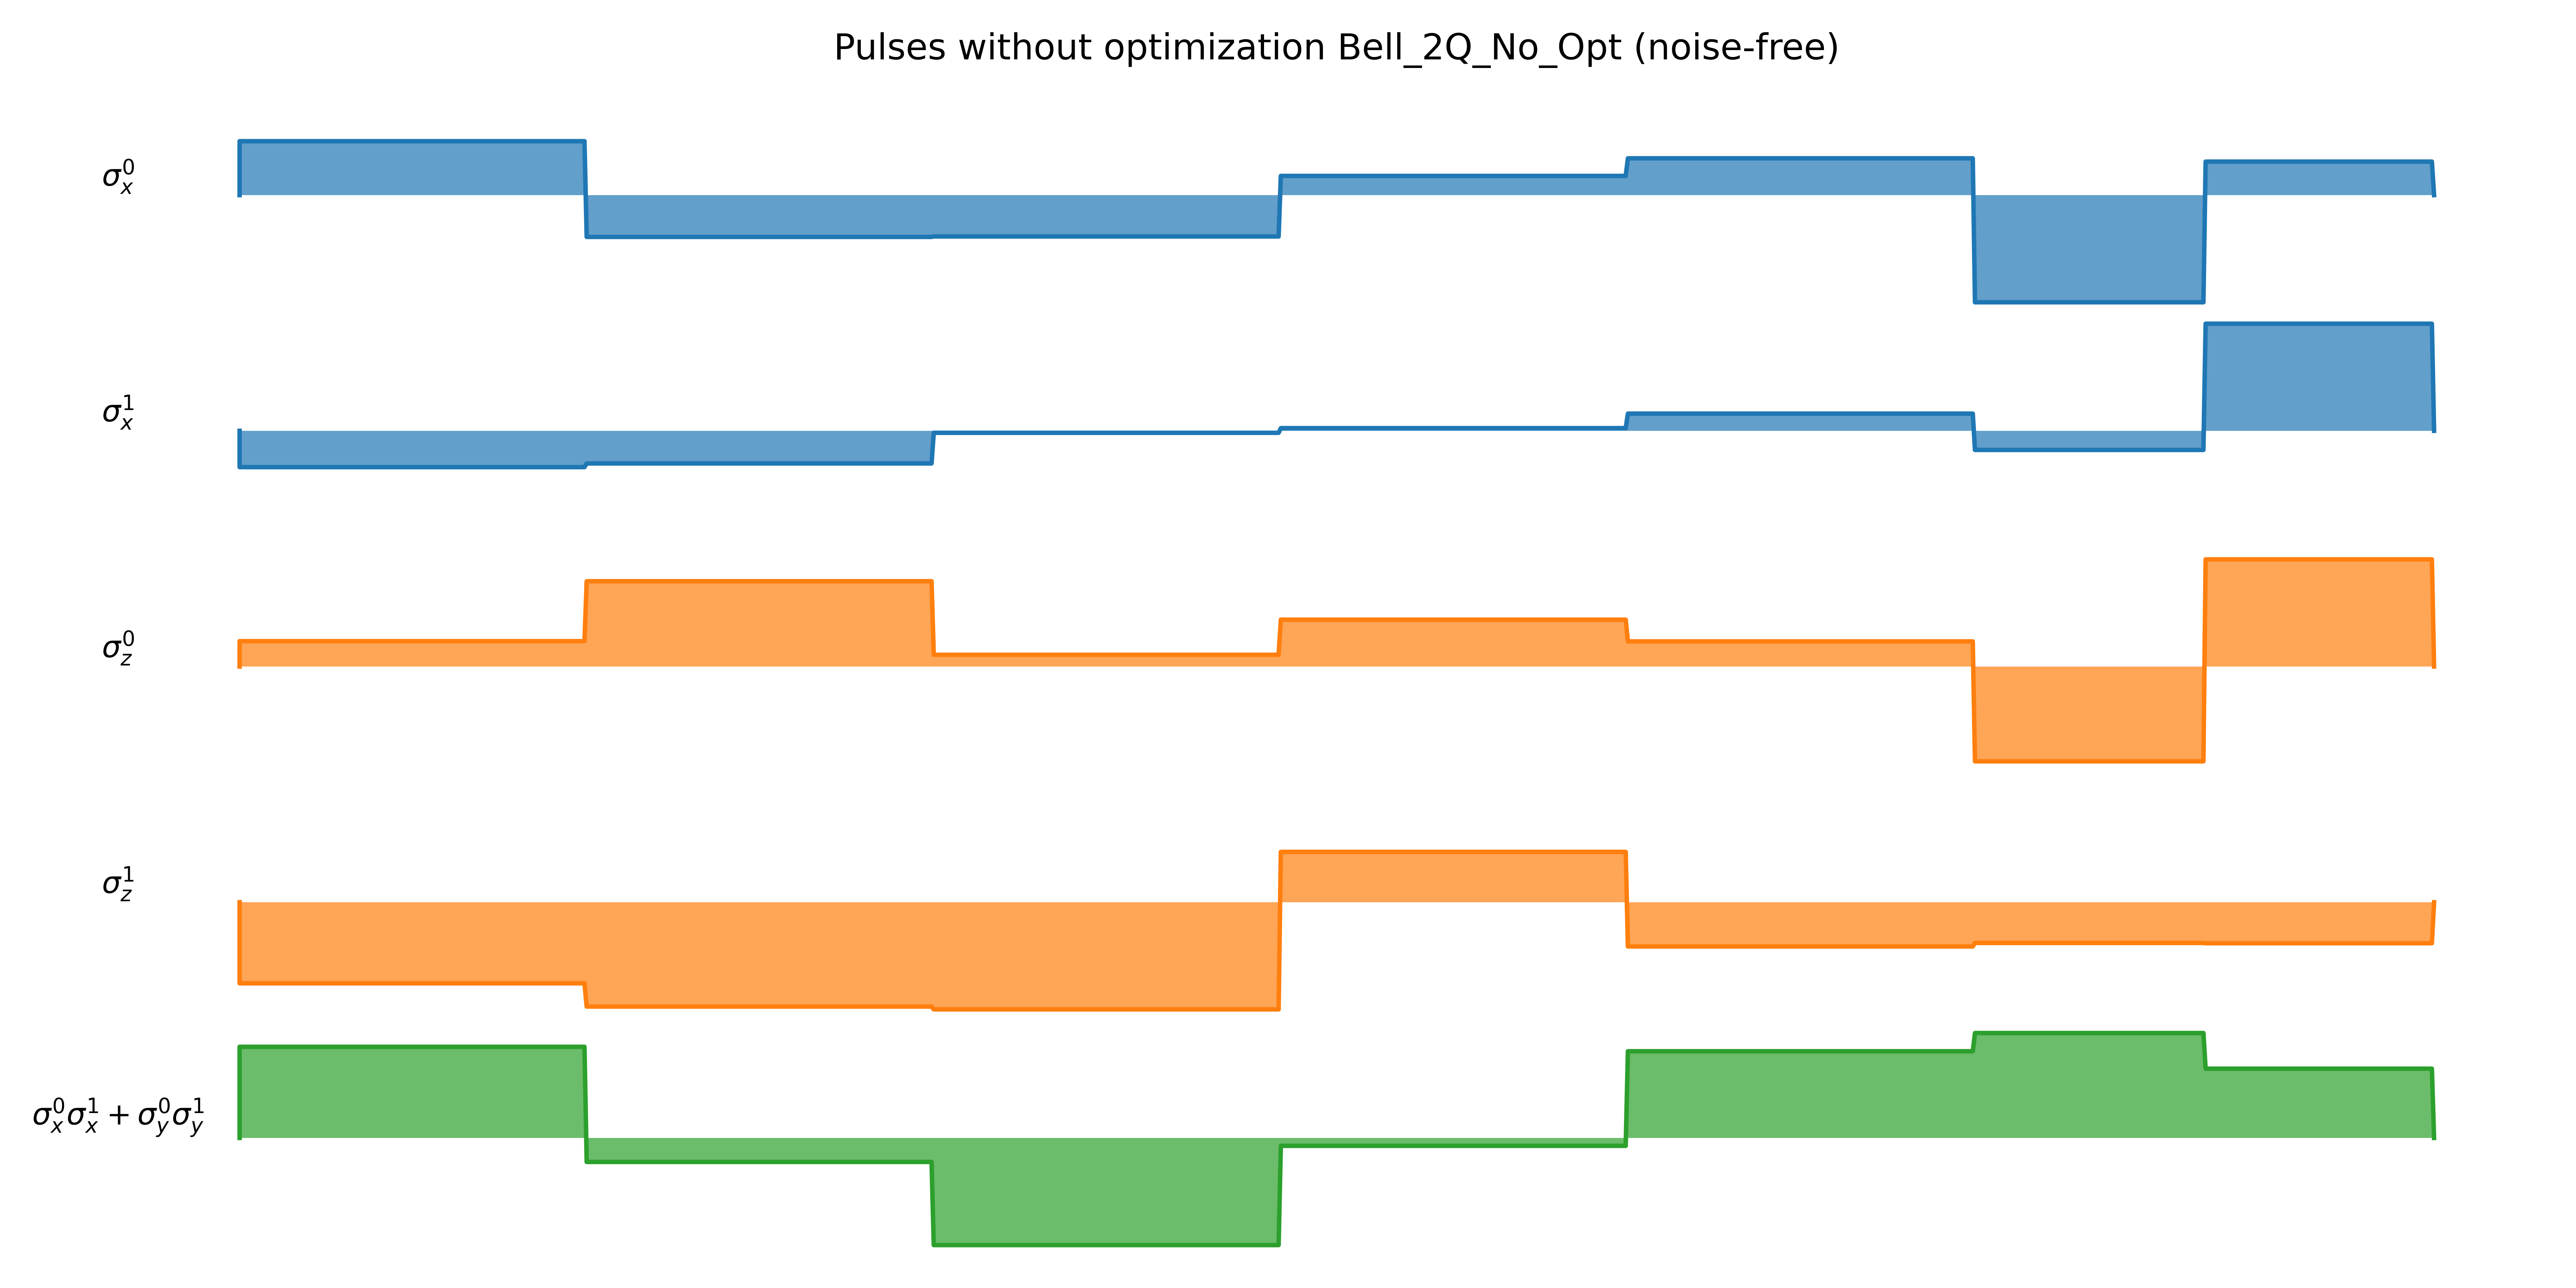 Pulses without optimization Bell_2Q_No_Opt (noise-free)
σ_x^0
σ_x^1
σ_z^0
σ_z^1
σ_x^0σ_x^1 + σ_y^0σ_y^1